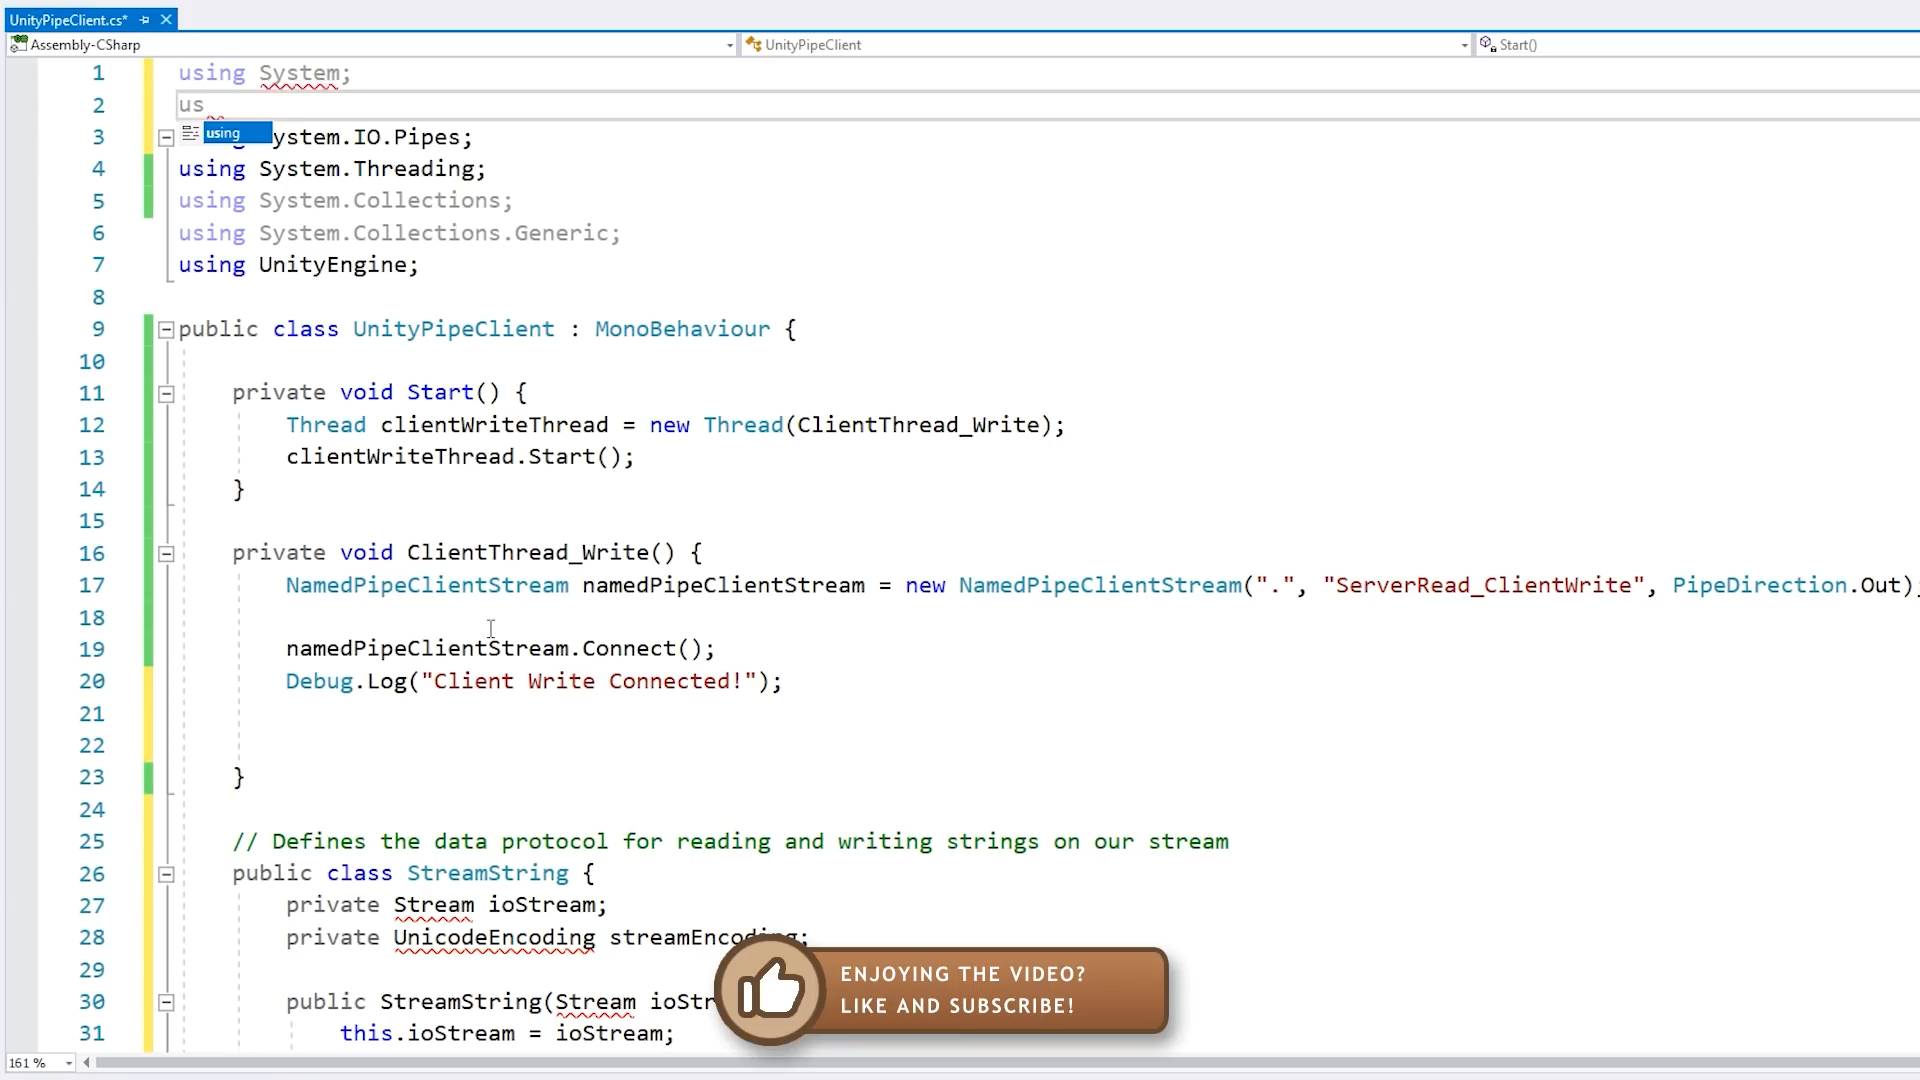 UnityPipeClient.cs*
Assembly-CSharp UnityPipeClient Start()
1 using System;
2 us
using
3 ystem.IO.Pipes;
4 using System.Threading;
5 using System.Collections;
6 using System.Collections.Generic;
7 using UnityEngine;
8
9 public class UnityPipeClient : MonoBehaviour {
10
11 private void Start() {
12 Thread clientWriteThread = new Thread(ClientThread_Write);
13 clientWriteThread.Start();
14 }
15
16 private void ClientThread_Write() {
17 NamedPipeClientStream namedPipeClientStream = new NamedPipeClientStream(".", "ServerRead_ClientWrite", PipeDirection.Out);
18
19 namedPipeClientStream.Connect();
20 Debug.Log("Client Write Connected!");
21
22
23 }
24
25 // Defines the data protocol for reading and writing strings on our stream
26 public class StreamString {
27 private Stream ioStream;
28 private UnicodeEncoding streamEncoding;
29
30 public StreamString(Stream ioStr
31 this.ioStream = ioStream;
ENJOYING THE VIDEO?
LIKE AND SUBSCRIBE!
161 %